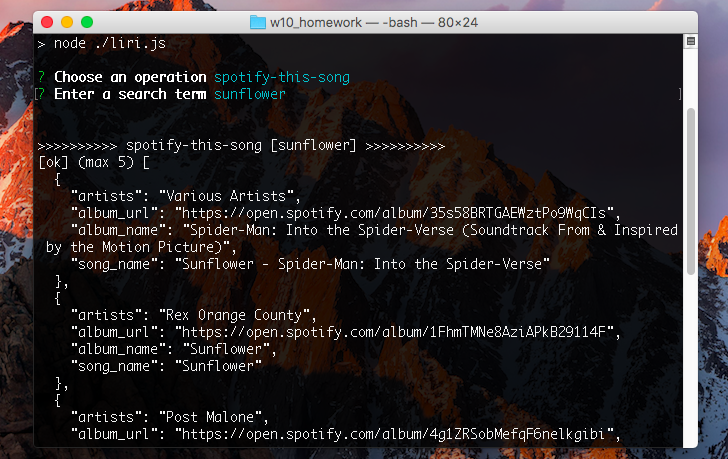 w10_homework — -bash — 80×24
> node ./liri.js
? Choose an operation spotify-this-song
[? Enter a search term sunflower ]
>>>>>>>>>> spotify-this-song [sunflower] >>>>>>>>>>
[ok] (max 5) [
{
"artists": "Various Artists",
"album_url": "https://open.spotify.com/album/35s58BRTGAEWztPo9WqCIs",
"album_name": "Spider-Man: Into the Spider-Verse (Soundtrack From & Inspired
by the Motion Picture)",
"song_name": "Sunflower - Spider-Man: Into the Spider-Verse"
},
{
"artists": "Rex Orange County",
"album_url": "https://open.spotify.com/album/1FhmTMNe8AziAPkB29114F",
"album_name": "Sunflower",
"song_name": "Sunflower"
},
{
"artists": "Post Malone",
"album_url": "https://open.spotify.com/album/4g1ZRSobMefqF6nelkgibi",